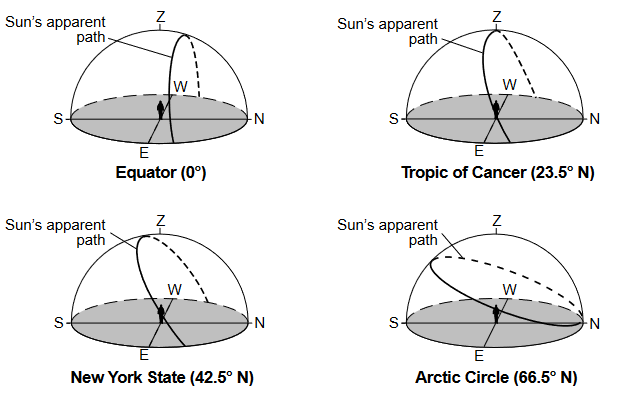 Sun's apparent
path
Z
W
S
N
E
Equator (0°)
Sun's apparent
path
Z
W
S
N
E
Tropic of Cancer (23.5° N)
Sun's apparent
path
Z
W
S
N
E
New York State (42.5° N)
Sun's apparent
path
Z
W
S
N
E
Arctic Circle (66.5° N)